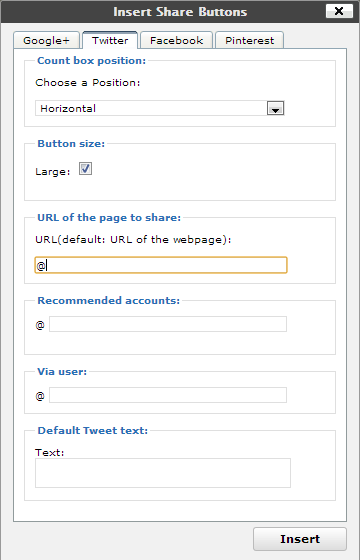 Insert Share Buttons
Google+ Twitter Facebook Pinterest
Count box position:
Choose a Position:
Horizontal
Button size:
Large:
URL of the page to share:
URL(default: URL of the webpage):
@
Recommended accounts:
@
Via user:
@
Default Tweet text:
Text:
Insert